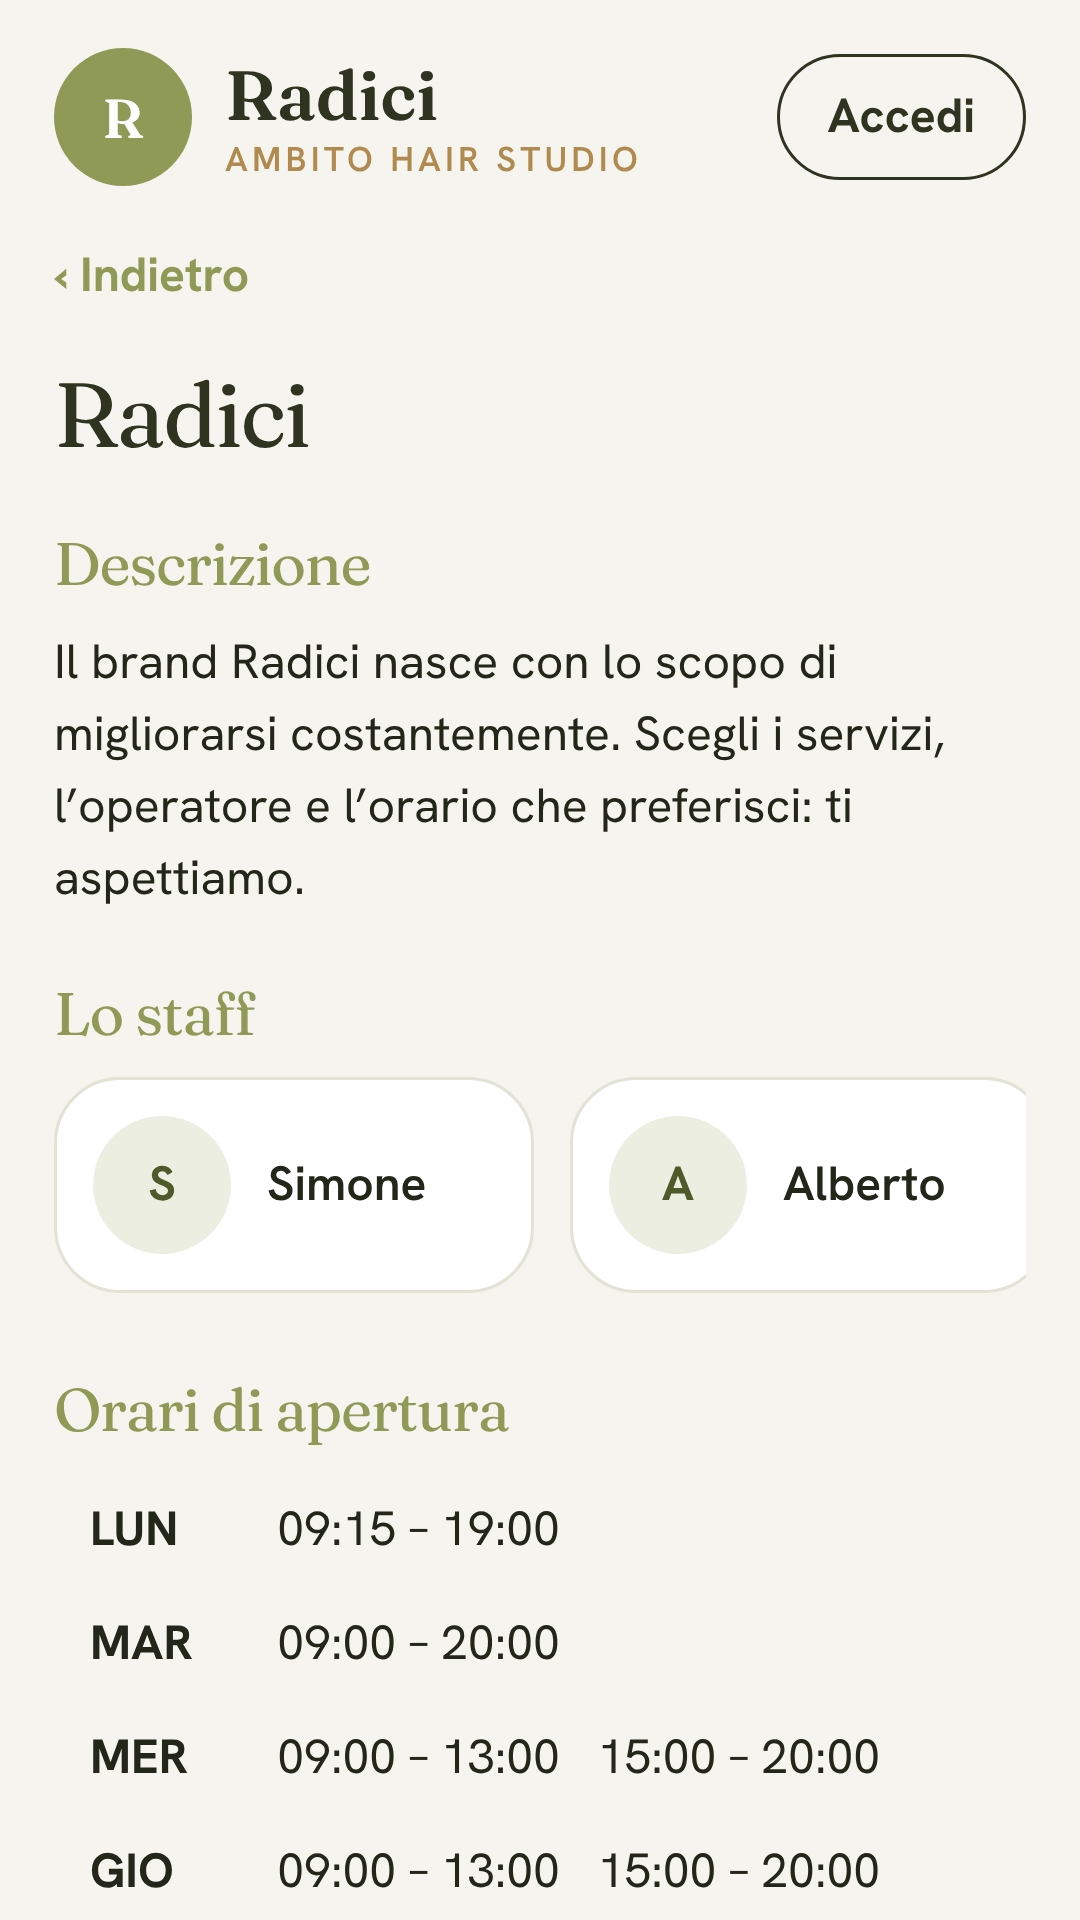 R
Radici
AMBITO HAIR STUDIO
Accedi
‹ Indietro
Radici
Descrizione
Il brand Radici nasce con lo scopo di
migliorarsi costantemente. Scegli i servizi,
l’operatore e l’orario che preferisci: ti
aspettiamo.
Lo staff
S Simone
A Alberto
Orari di apertura
LUN 09:15 – 19:00
MAR 09:00 – 20:00
MER 09:00 – 13:00 15:00 – 20:00
GIO 09:00 – 13:00 15:00 – 20:00